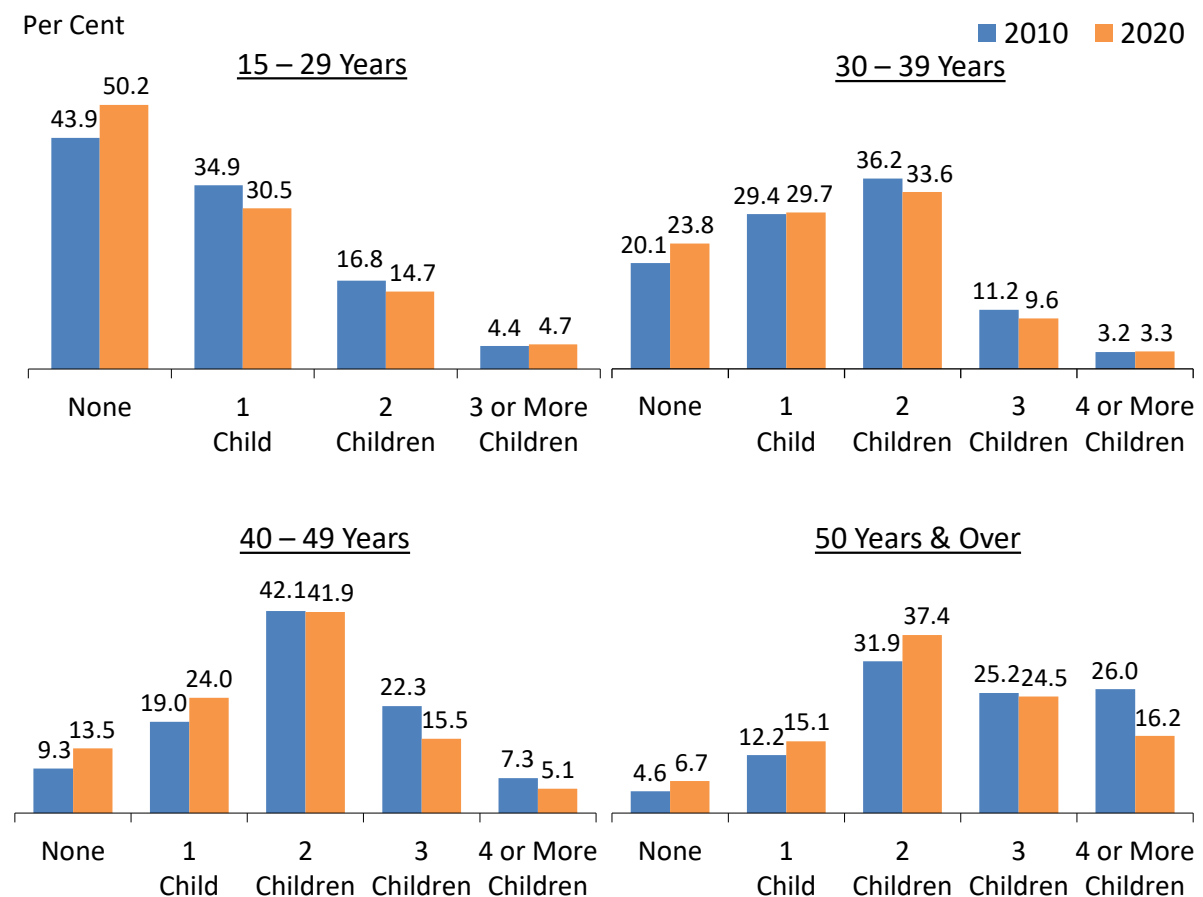 Per Cent
2010 2020
15 – 29 Years
43.9 50.2 34.9 30.5 16.8 14.7 4.4 4.7
None 1 2 3 or More
Child Children Children
30 – 39 Years
20.1 23.8 29.4 29.7 36.2 33.6 11.2 9.6 3.2 3.3
None 1 2 3 4 or More
Child Children Children Children
40 – 49 Years
9.3 13.5 19.0 24.0 42.1 41.9 22.3 15.5 7.3 5.1
None 1 2 3 4 or More
Child Children Children Children
50 Years & Over
4.6 6.7 12.2 15.1 31.9 37.4 25.2 24.5 26.0 16.2
None 1 2 3 4 or More
Child Children Children Children